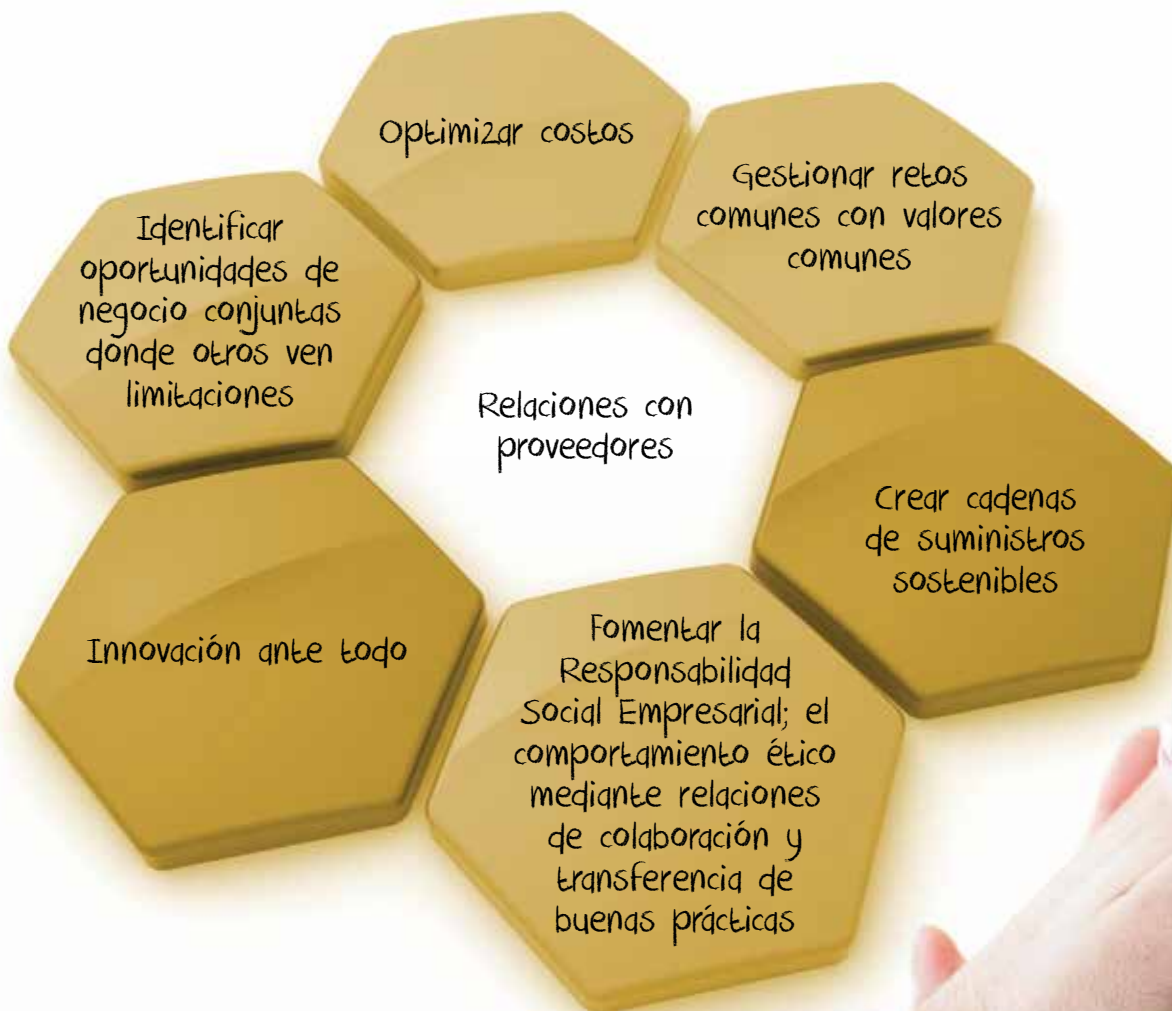 Optimizar costos
Gestionar retos
comunes con valores
comunes
Identificar
oportunidades de
negocio conjuntas
donde otros ven
limitaciones
Relaciones con
proveedores
Crear cadenas
de suministros
sostenibles
Innovación ante todo
Fomentar la
Responsabilidad
Social Empresarial; el
comportamiento ético
mediante relaciones
de colaboración y
transferencia de
buenas prácticas